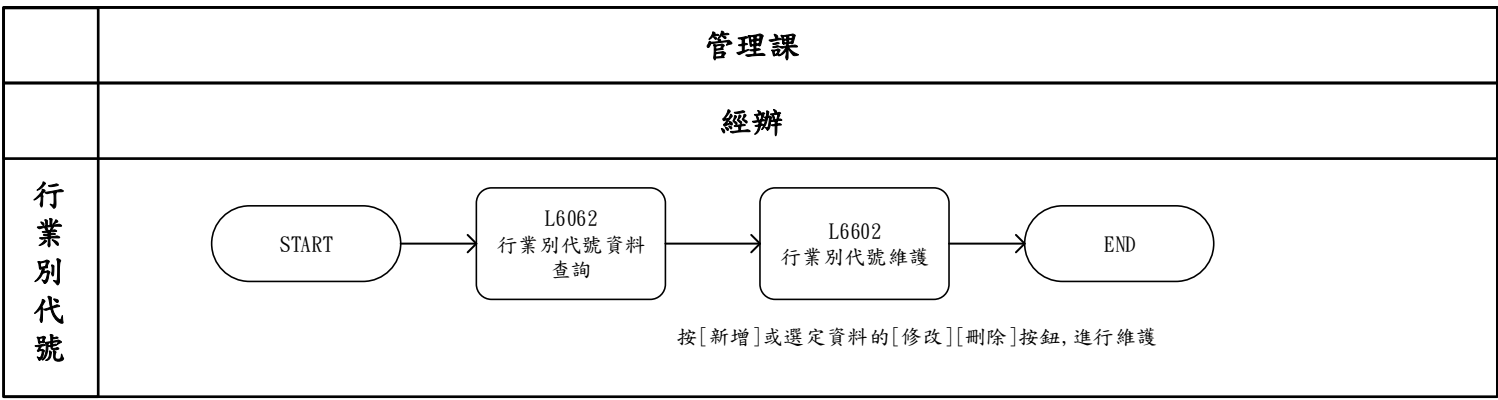 管理課
經辦
行業別代號
START
L6062
行業別代號資料
查詢
L6602
行業別代號維護
END
按[新增]或選定資料的[修改][刪除]按鈕,進行維護